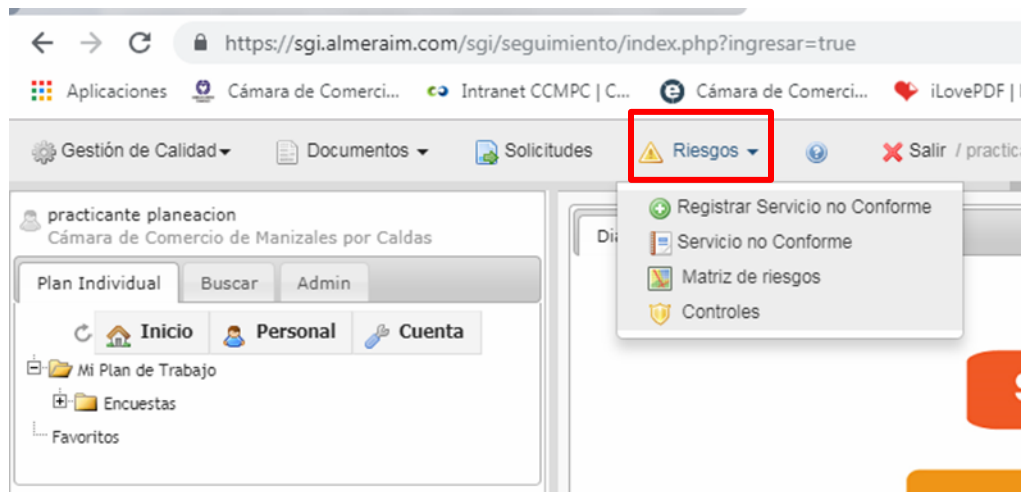 https://sgi.almeraim.com/sgi/seguimiento/index.php?ingresar=true
Aplicaciones Cámara de Comerci... Intranet CCMPC | C... Cámara de Comerci... iLovePDF |
Gestión de Calidad Documentos Solicitudes Riesgos Salir / practic
practicante planeacion
Cámara de Comercio de Manizales por Caldas
Plan Individual Buscar Admin
Inicio Personal Cuenta
Mi Plan de Trabajo
Encuestas
Favoritos
Registrar Servicio no Conforme
Servicio no Conforme
Matriz de riesgos
Controles